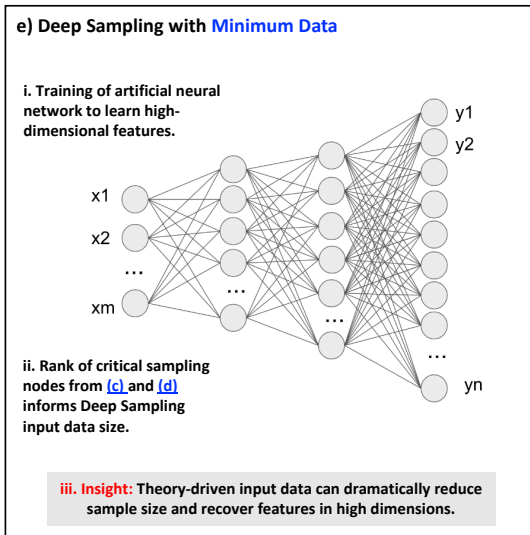 e) Deep Sampling with Minimum Data
i. Training of artificial neural
network to learn high-
dimensional features.
x1
x2
...
xm
...
...
y1
y2
...
yn
ii. Rank of critical sampling
nodes from (c) and (d)
informs Deep Sampling
input data size.
iii. Insight: Theory-driven input data can dramatically reduce
sample size and recover features in high dimensions.